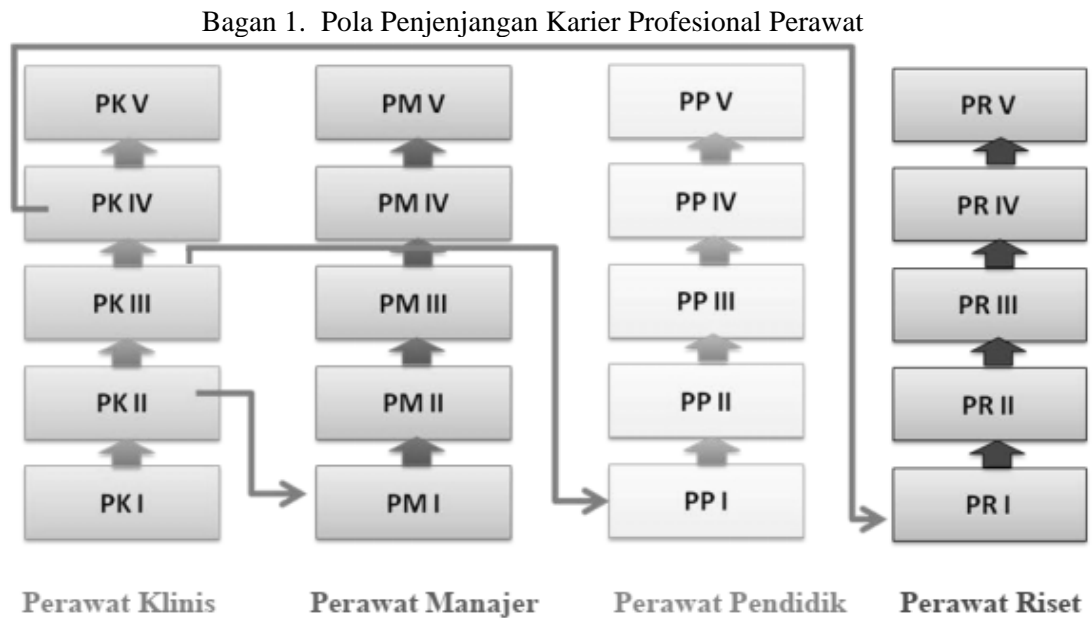 Bagan 1. Pola Penjenjangan Karier Profesional Perawat
PK V
PM V
PP V
PR V
PK IV
PM IV
PP IV
PR IV
PK III
PM III
PP III
PR III
PK II
PM II
PP II
PR II
PK I
PM I
PP I
PR I
Perawat Klinis
Perawat Manajer
Perawat Pendidik
Perawat Riset